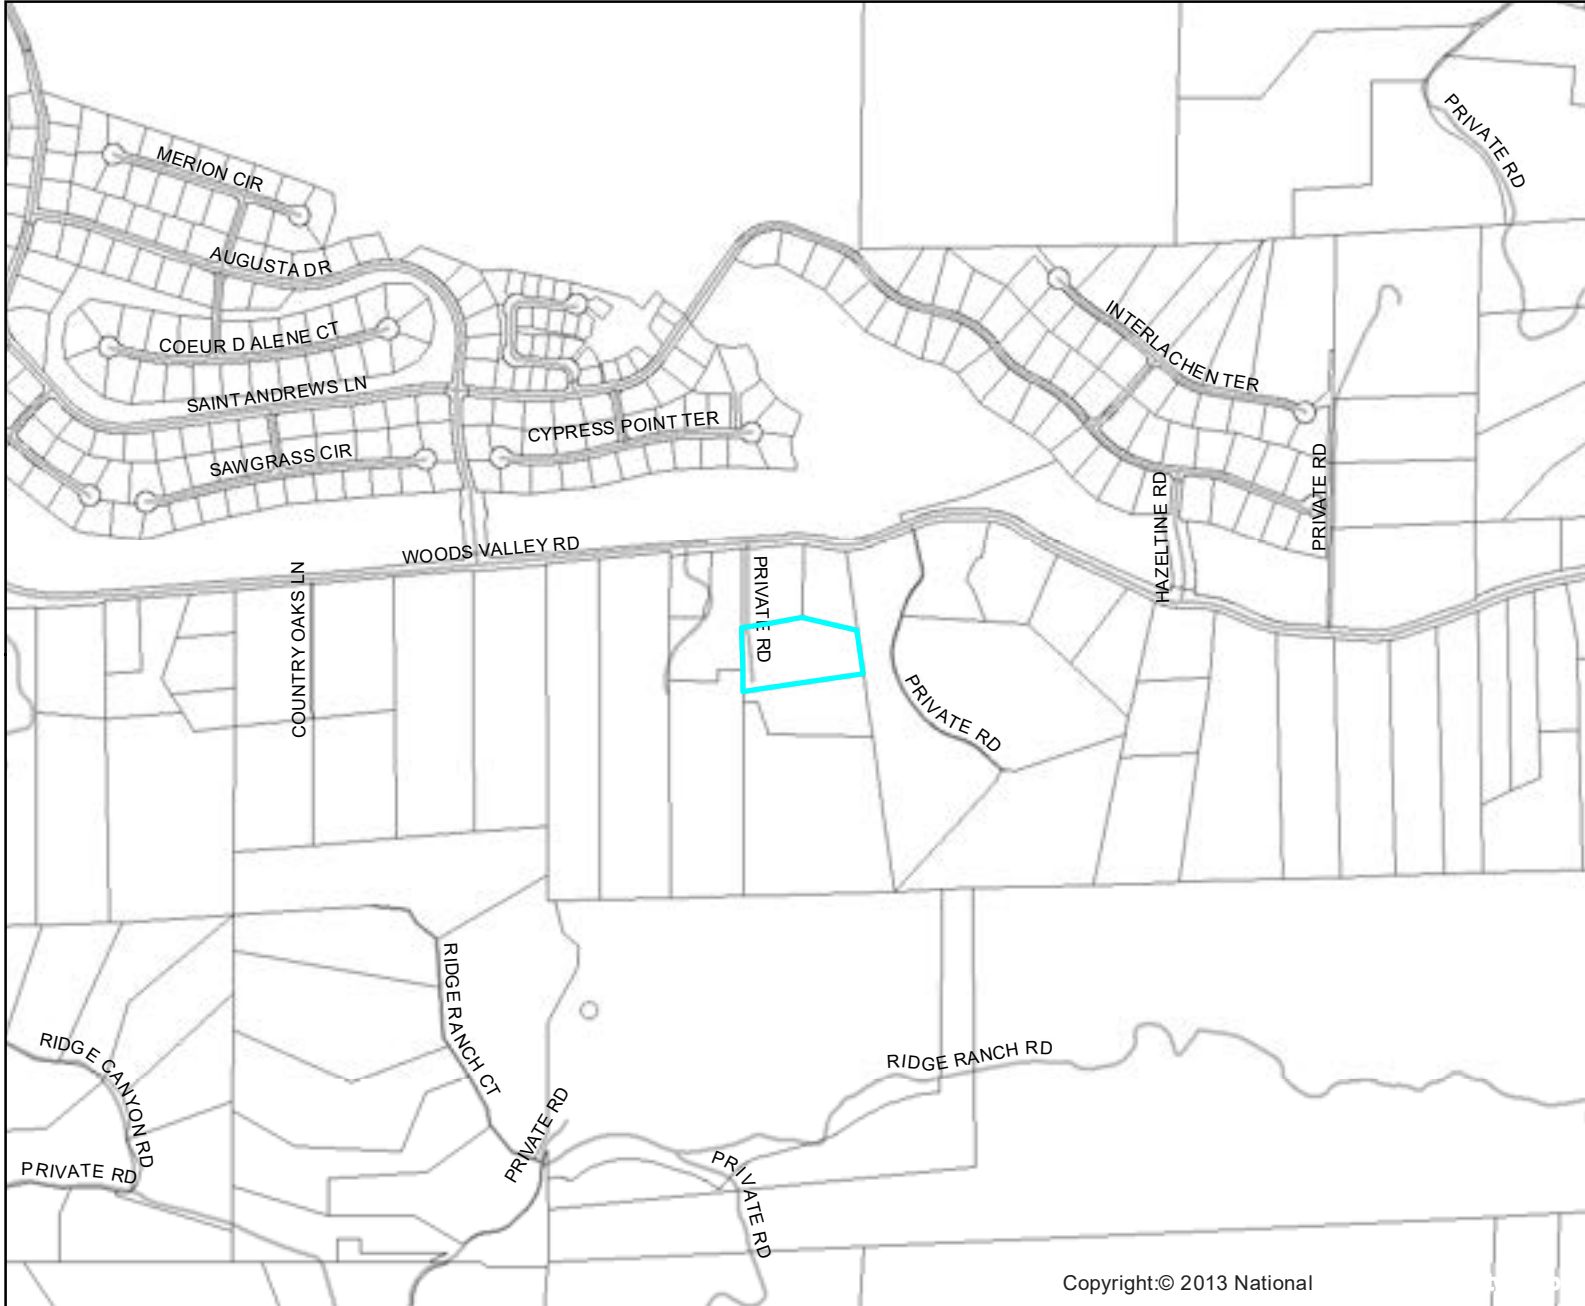 PRIVATE RD
MERION CIR
AUGUSTA DR
INTERLACHEN TER
COEUR D ALENE CT
SAINT ANDREWS LN
CYPRESS POINT TER
SAWGRASS CIR
PRIVATE RD
HAZELTINE RD
WOODS VALLEY RD
PRIVATE RD
COUNTRY OAKS LN
PRIVATE RD
RIDGE RANCH CT
RIDGE CANYON RD
RIDGE RANCH RD
PRIVATE RD
PRIVATE RD
PRIVATE RD
Copyright:© 2013 National